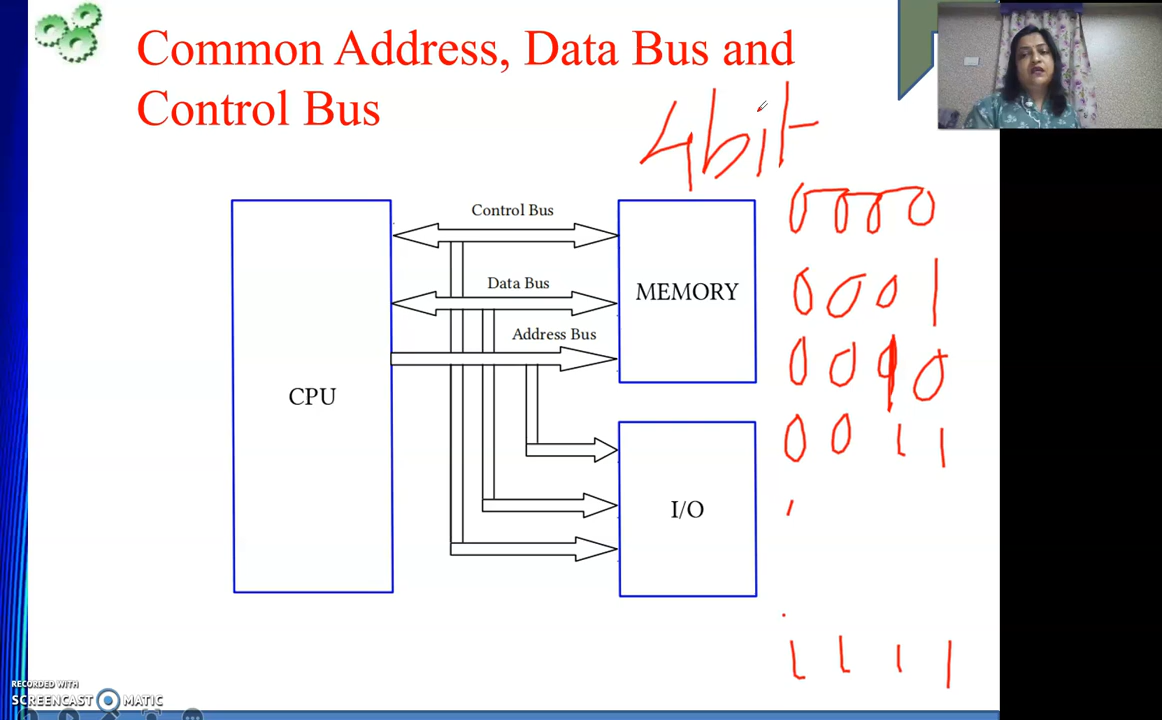 Common Address, Data Bus and
Control Bus
4bit
0000
Control Bus
Data Bus
MEMORY
0001
Address Bus
0010
CPU
0011
I/O
1111
RECORDED WITH
SCREENCAST MATIC